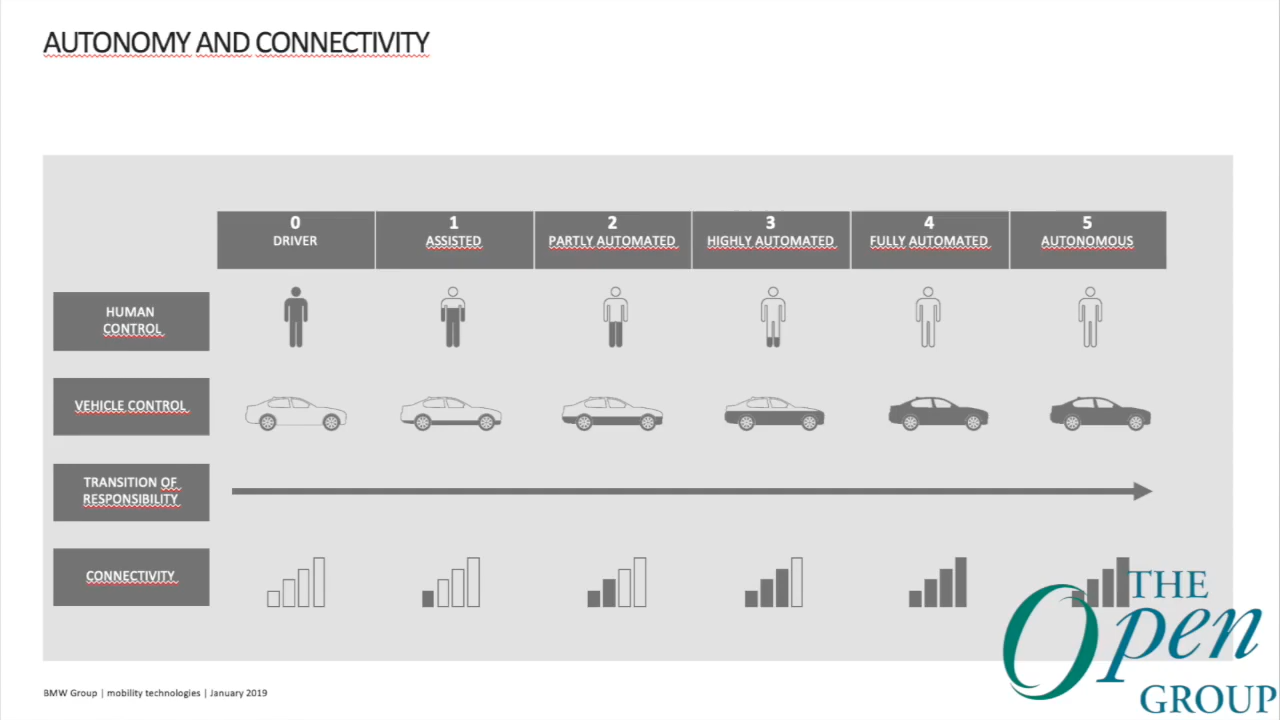 AUTONOMY AND CONNECTIVITY
0
DRIVER
1
ASSISTED
2
PARTLY AUTOMATED
3
HIGHLY AUTOMATED
4
FULLY AUTOMATED
5
AUTONOMOUS
HUMAN
CONTROL
VEHICLE CONTROL
TRANSITION OF
RESPONSIBILITY
CONNECTIVITY
THE
Open
GROUP
BMW Group | mobility technologies | January 2019